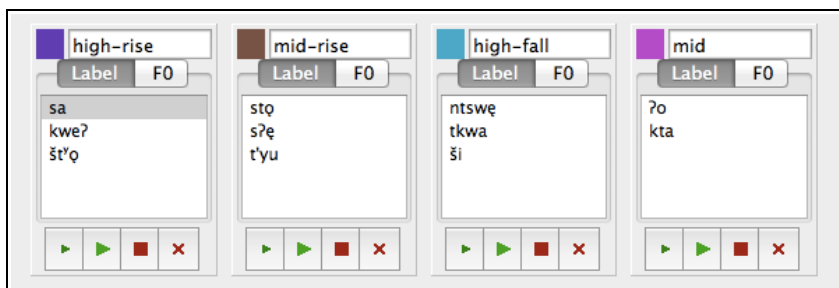 high-rise
Label F0
sa
kweʔ
štʸǫ
mid-rise
Label F0
stǫ
sʔę
t'yu
high-fall
Label F0
ntswę
tkwa
ši
mid
Label F0
ʔo
kta